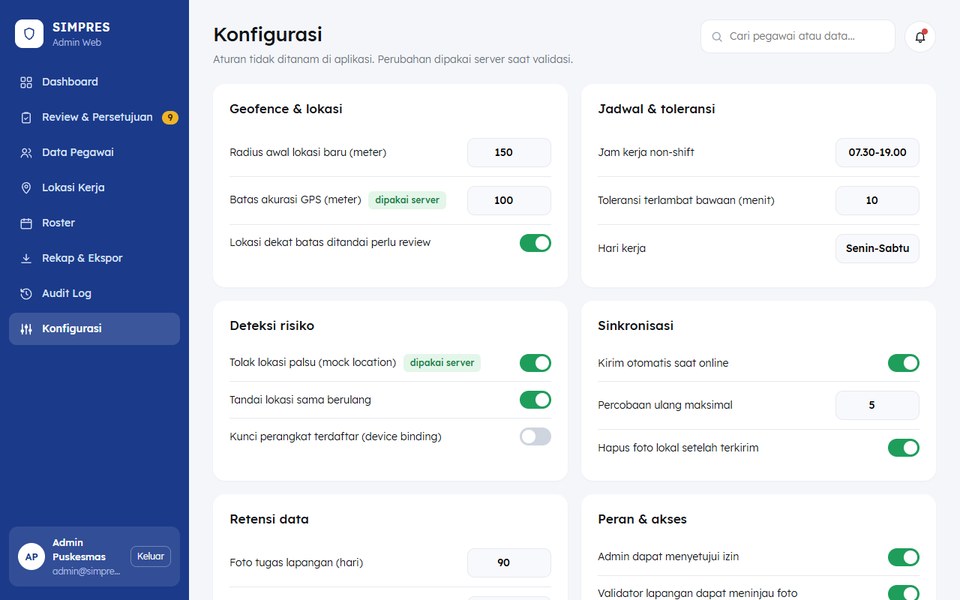 SIMPRES
Admin Web
Dashboard
Review & Persetujuan 9
Data Pegawai
Lokasi Kerja
Roster
Rekap & Ekspor
Audit Log
Konfigurasi
AP
Admin
Puskesmas
admin@simpre...
Keluar
Konfigurasi
Aturan tidak ditanam di aplikasi. Perubahan dipakai server saat validasi.
Cari pegawai atau data...
Geofence & lokasi
Radius awal lokasi baru (meter) 150
Batas akurasi GPS (meter) dipakai server 100
Lokasi dekat batas ditandai perlu review
Jadwal & toleransi
Jam kerja non-shift 07.30-19.00
Toleransi terlambat bawaan (menit) 10
Hari kerja Senin-Sabtu
Deteksi risiko
Tolak lokasi palsu (mock location) dipakai server
Tandai lokasi sama berulang
Kunci perangkat terdaftar (device binding)
Sinkronisasi
Kirim otomatis saat online
Percobaan ulang maksimal 5
Hapus foto lokal setelah terkirim
Retensi data
Foto tugas lapangan (hari) 90
Peran & akses
Admin dapat menyetujui izin
Validator lapangan dapat meninjau foto